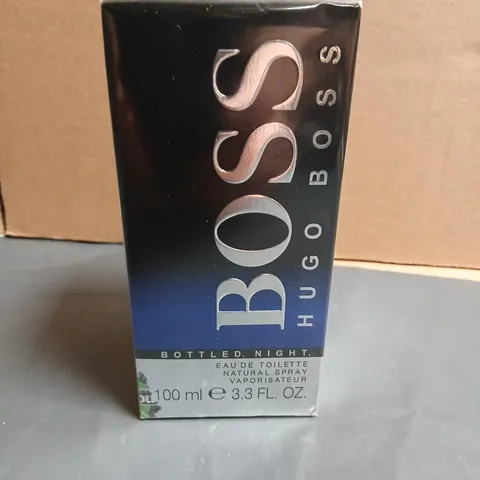 BOSS
HUGO BOSS
BOTTLED. NIGHT.
EAU DE TOILETTE
NATURAL SPRAY
VAPORISATEUR
100 ml ℮ 3.3 FL. OZ.